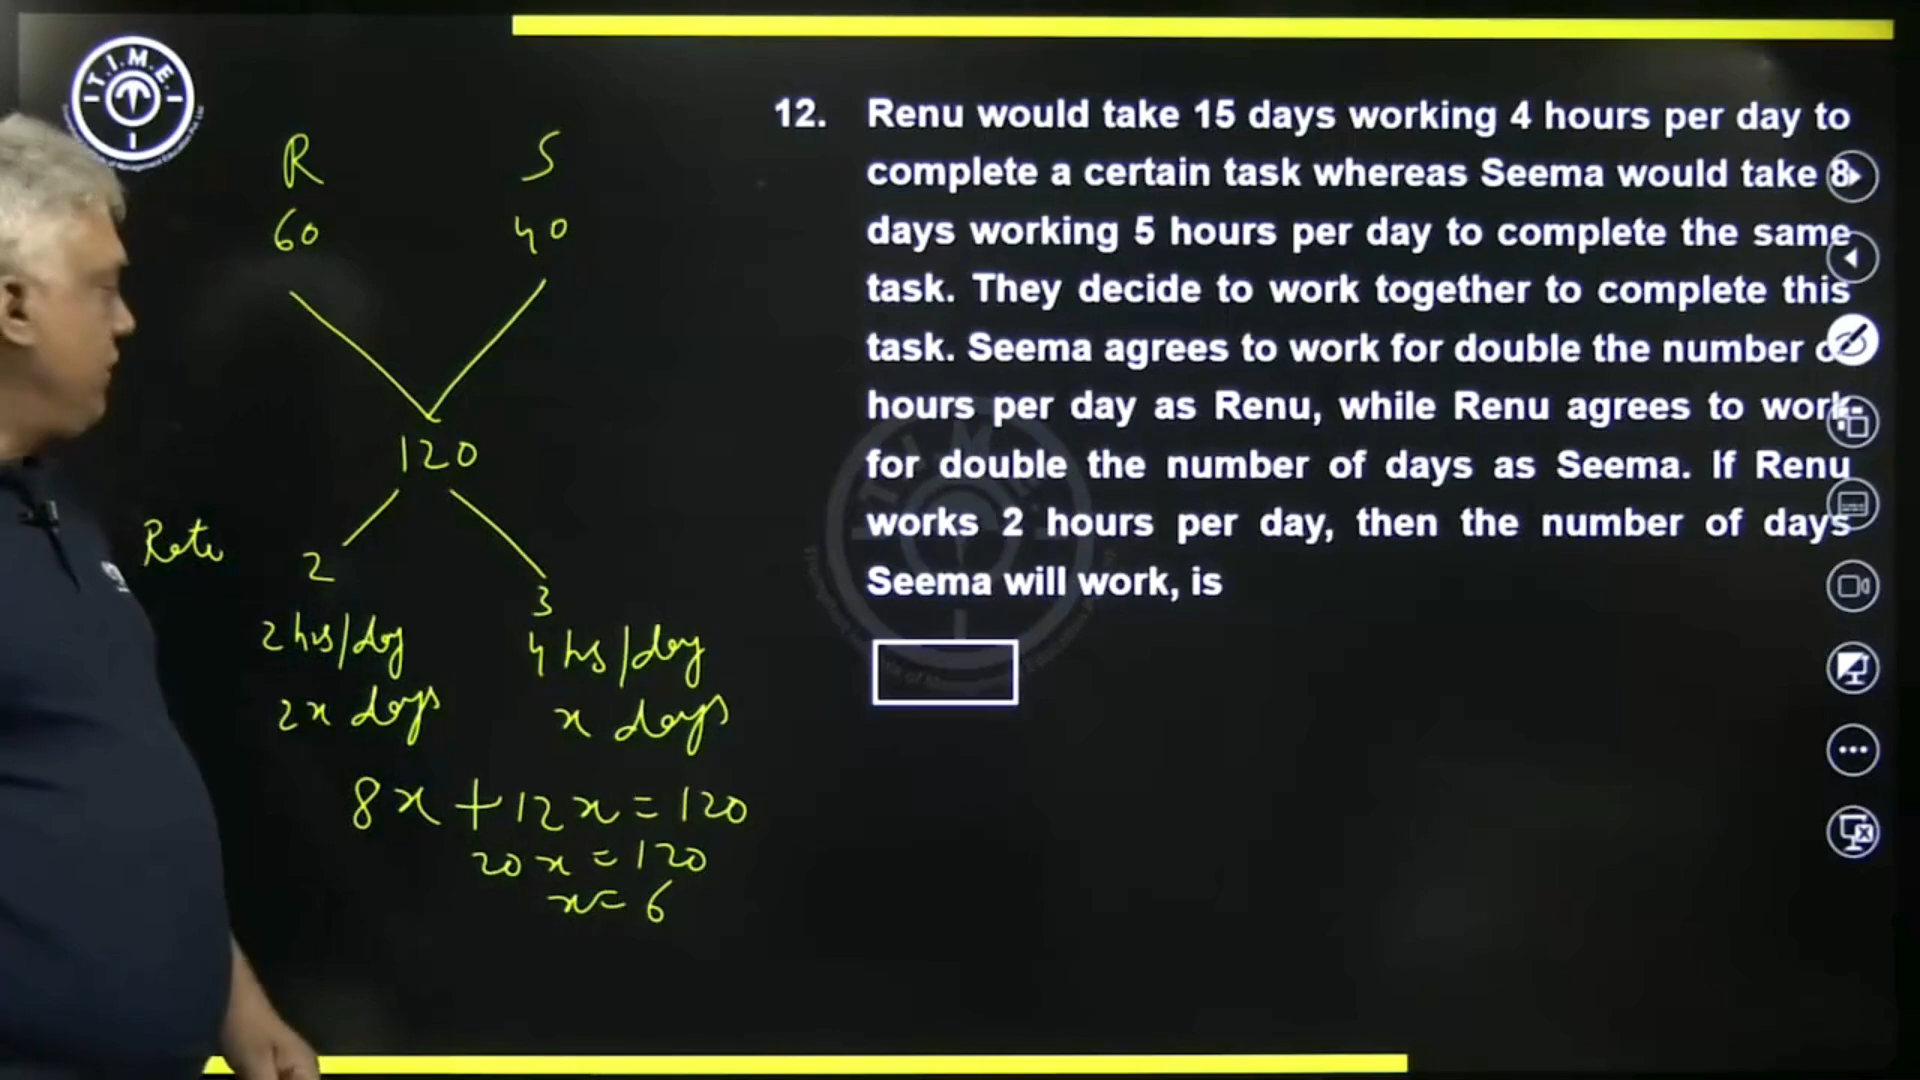 T.I.M.E.
R S
60 40
120
Rate
2 3
2 hrs/day 4 hs/day
2x days x days
8x + 12x = 120
20x = 120
x = 6
12. Renu would take 15 days working 4 hours per day to
complete a certain task whereas Seema would take 8
days working 5 hours per day to complete the same
task. They decide to work together to complete this
task. Seema agrees to work for double the number
hours per day as Renu, while Renu agrees to work
for double the number of days as Seema. If Renu
works 2 hours per day, then the number of days
Seema will work, is